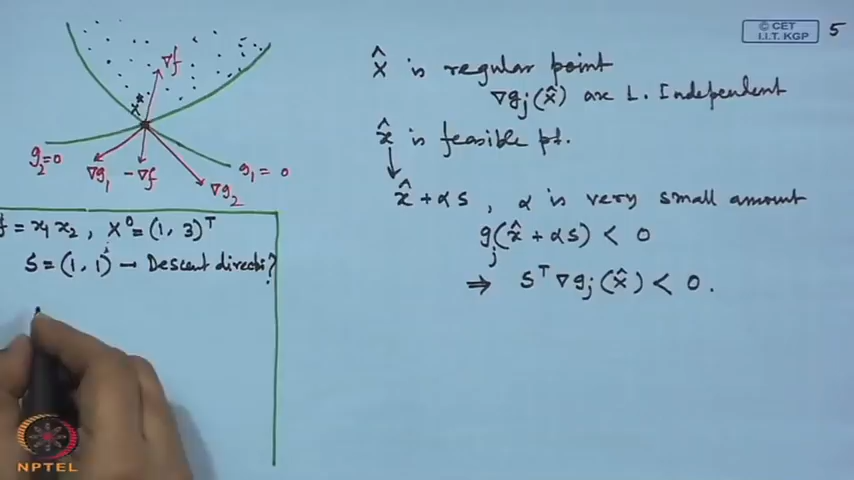 © CET
I.I.T. KGP
5
∇f
x*
g₂=0
∇g₁
-∇f
∇g₂
g₁ = 0
f = x₁ x₂ , X⁰ = (1, 3)ᵀ
S = (1, 1)ᵀ → Descent directi?
x̂ is regular point
∇gⱼ(x̂) are L. Independent
x̂ is feasible pt.
x̂ + αs , α is very small amount
gⱼ(x̂ + αs) < 0
⇒ Sᵀ ∇gⱼ(x̂) < 0 .
NPTEL